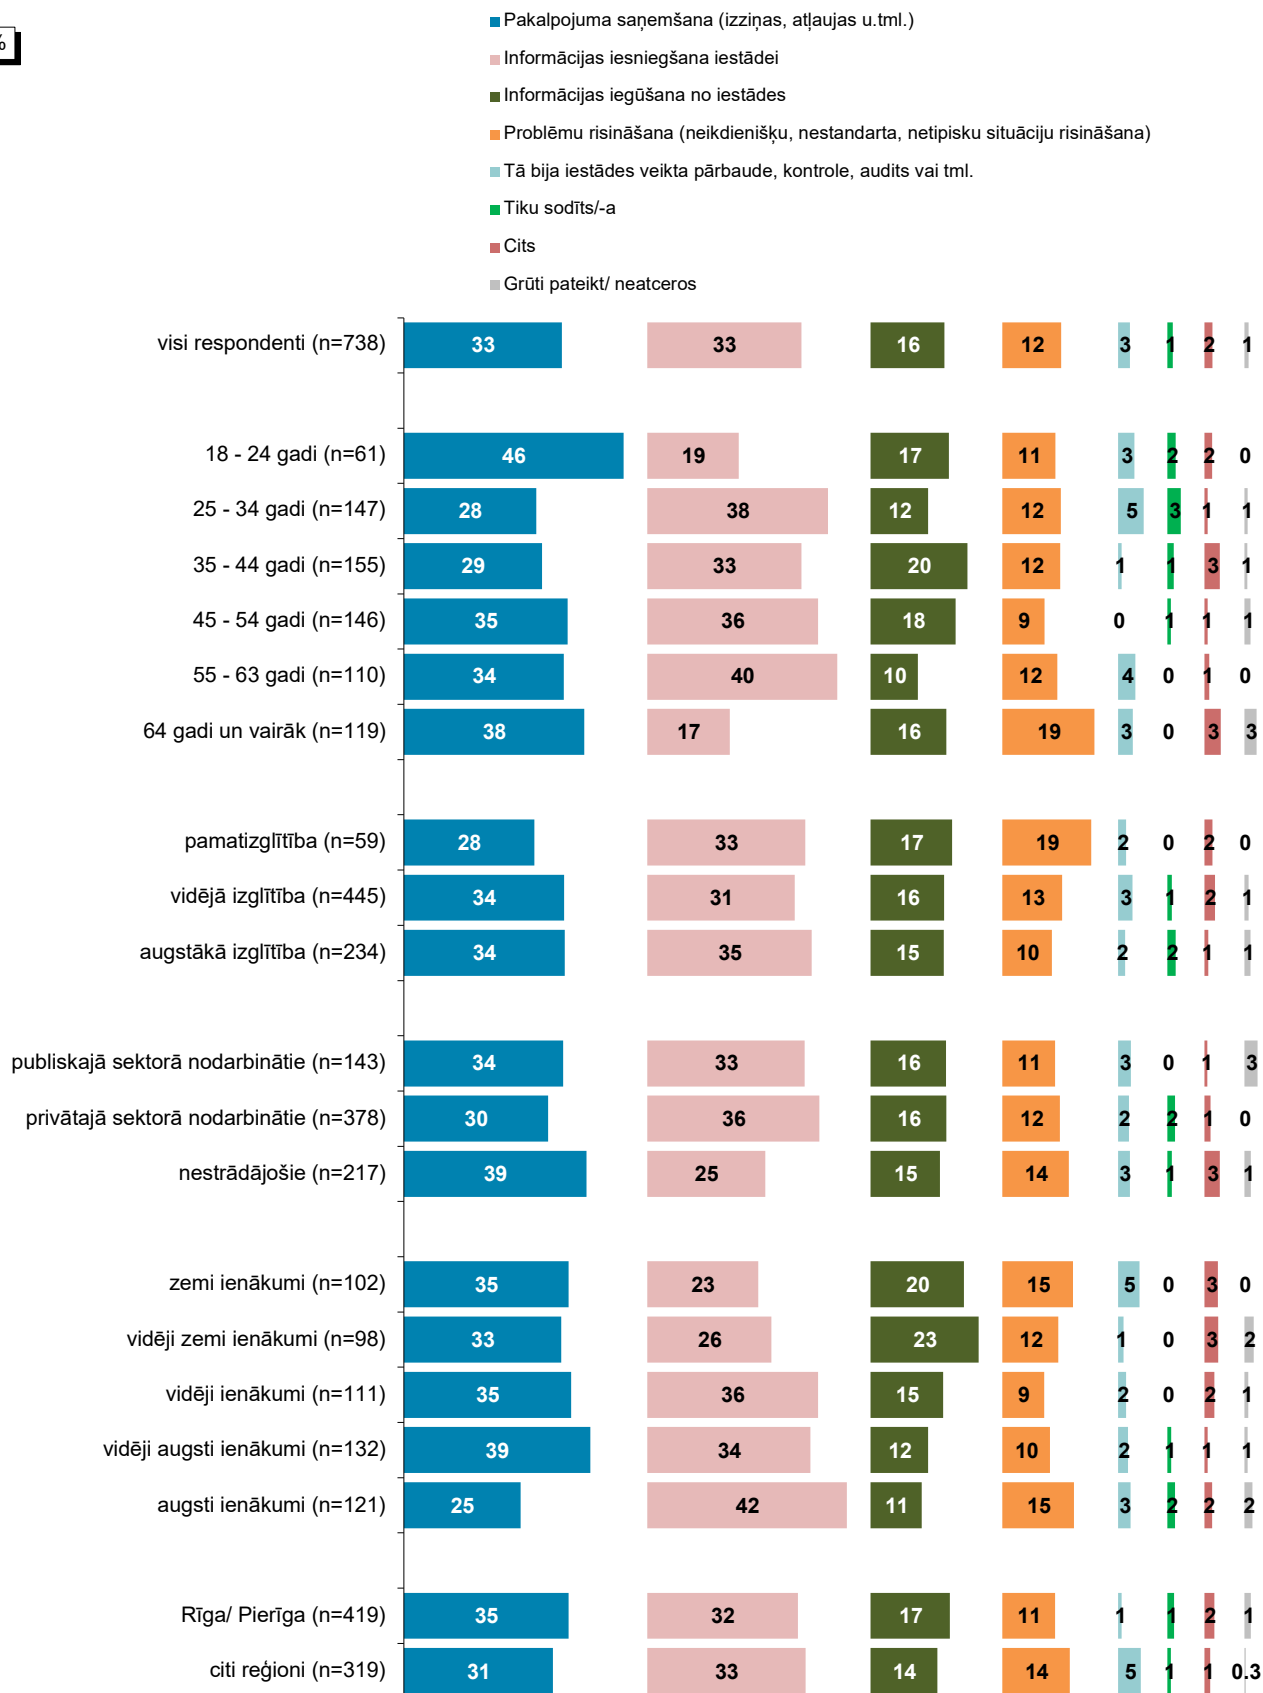 %
Pakalpojuma saņemšana (izziņas, atļaujas u.tml.)
Informācijas iesniegšana iestādei
Informācijas iegūšana no iestādes
Problēmu risināšana (neikdienišķu, nestandarta, netipisku situāciju risināšana)
Tā bija iestādes veikta pārbaude, kontrole, audits vai tml.
Tiku sodīts/-a
Cits
Grūti pateikt/ neatceros
visi respondenti (n=738) 33 33 16 12 3 1 2 1
18 - 24 gadi (n=61) 46 19 17 11 3 2 2 0
25 - 34 gadi (n=147) 28 38 12 12 5 3 1 1
35 - 44 gadi (n=155) 29 33 20 12 1 1 3 1
45 - 54 gadi (n=146) 35 36 18 9 0 1 1 1
55 - 63 gadi (n=110) 34 40 10 12 4 0 1 0
64 gadi un vairāk (n=119) 38 17 16 19 3 0 3 3
pamatizglītība (n=59) 28 33 17 19 2 0 2 0
vidējā izglītība (n=445) 34 31 16 13 3 1 2 1
augstākā izglītība (n=234) 34 35 15 10 2 2 1 1
publiskajā sektorā nodarbinātie (n=143) 34 33 16 11 3 0 1 3
privātajā sektorā nodarbinātie (n=378) 30 36 16 12 2 2 1 0
nestrādājošie (n=217) 39 25 15 14 3 1 3 1
zemi ienākumi (n=102) 35 23 20 15 5 0 3 0
vidēji zemi ienākumi (n=98) 33 26 23 12 1 0 3 2
vidēji ienākumi (n=111) 35 36 15 9 2 0 2 1
vidēji augsti ienākumi (n=132) 39 34 12 10 2 1 1 1
augsti ienākumi (n=121) 25 42 11 15 3 2 2 2
Rīga/ Pierīga (n=419) 35 32 17 11 1 1 2 1
citi reģioni (n=319) 31 33 14 14 5 1 1 0.3